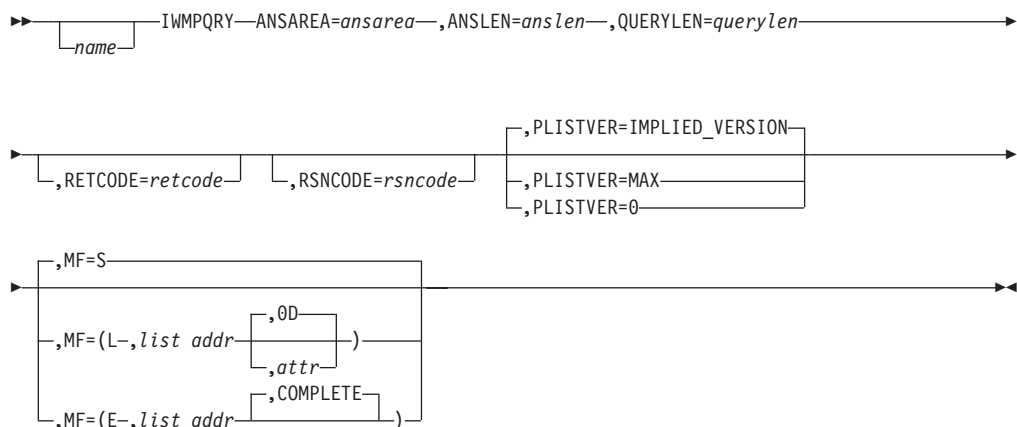 IWMPQRY ANSAREA=ansarea ,ANSLEN=anslen ,QUERYLEN=querylen
name
,PLISTVER=IMPLIED_VERSION
,RETCODE=retcode ,RSNCODE=rsncode ,PLISTVER=MAX
,PLISTVER=0
,MF=S
,0D
,MF=(L ,list addr )
,attr
,COMPLETE
,MF=(E ,list addr )